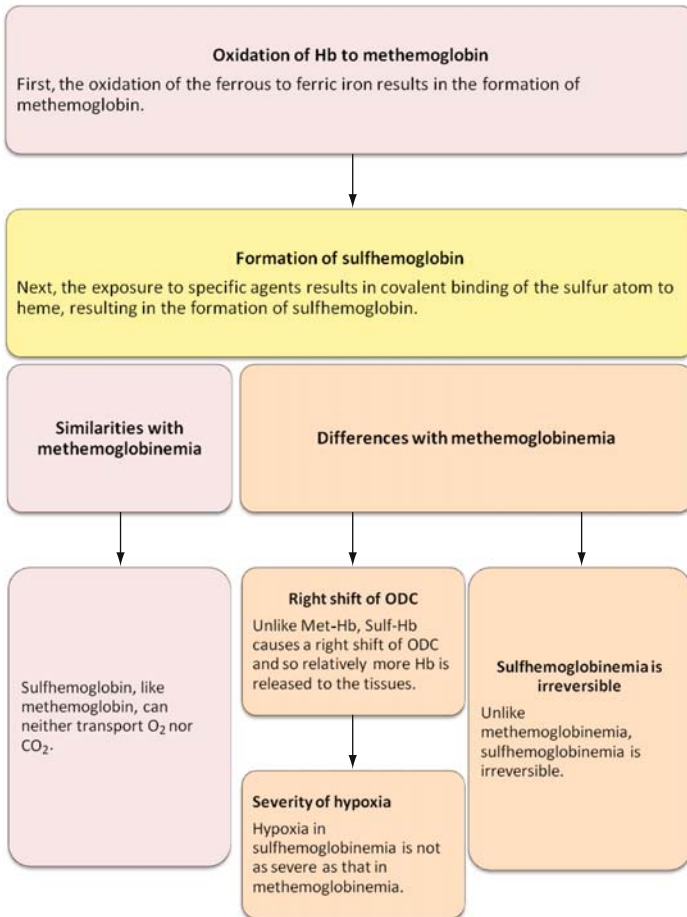 Oxidation of Hb to methemoglobin
First, the oxidation of the ferrous to ferric iron results in the formation of
methemoglobin.
Formation of sulfhemoglobin
Next, the exposure to specific agents results in covalent binding of the sulfur atom to
heme, resulting in the formation of sulfhemoglobin.
Similarities with
methemoglobinemia
Differences with methemoglobinemia
Sulfhemoglobin, like
methemoglobin, can
neither transport O₂ nor
CO₂.
Right shift of ODC
Unlike Met-Hb, Sulf-Hb
causes a right shift of ODC
and so relatively more Hb is
released to the tissues.
Severity of hypoxia
Hypoxia in
sulfhemoglobinemia is not
as severe as that in
methemoglobinemia.
Sulfhemoglobinemia is
irreversible
Unlike
methemoglobinemia,
sulfhemoglobinemia is
irreversible.